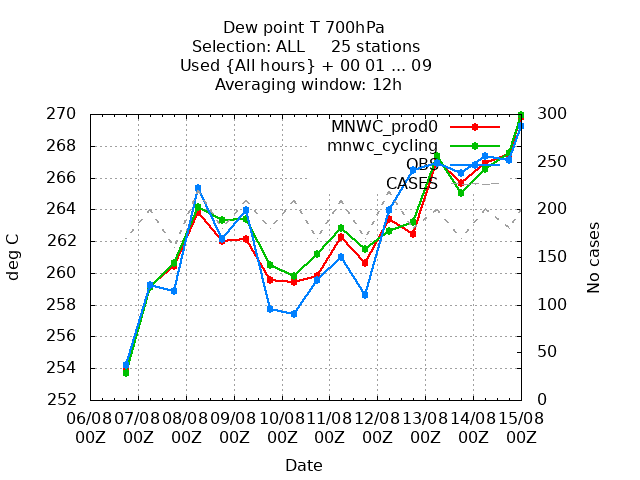 Dew point T 700hPa
Selection: ALL     25 stations
Used {All hours} + 00 01 ... 09
Averaging window: 12h
MNWC_prod0
mnwc_cycling
OBS
CASES
deg C
270
268
266
264
262
260
258
256
254
252
300
250
200
150
100
50
0
No cases
06/08 07/08 08/08 09/08 10/08 11/08 12/08 13/08 14/08 15/08
00Z 00Z 00Z 00Z 00Z 00Z 00Z 00Z 00Z 00Z
Date